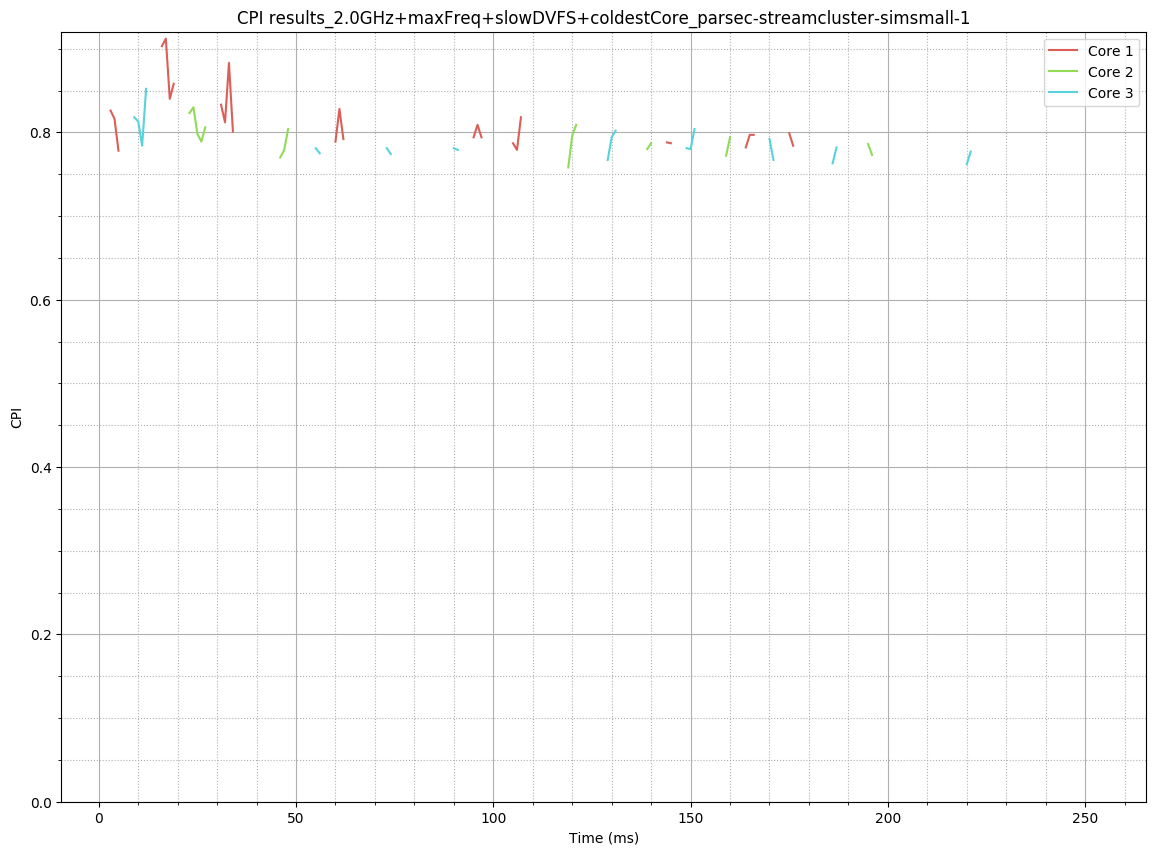 CPI results_2.0GHz+maxFreq+slowDVFS+coldestCore_parsec-streamcluster-simsmall-1
Core 1
Core 2
Core 3
0.8
0.6
0.4
0.2
0.0
CPI
0 50 100 150 200 250
Time (ms)